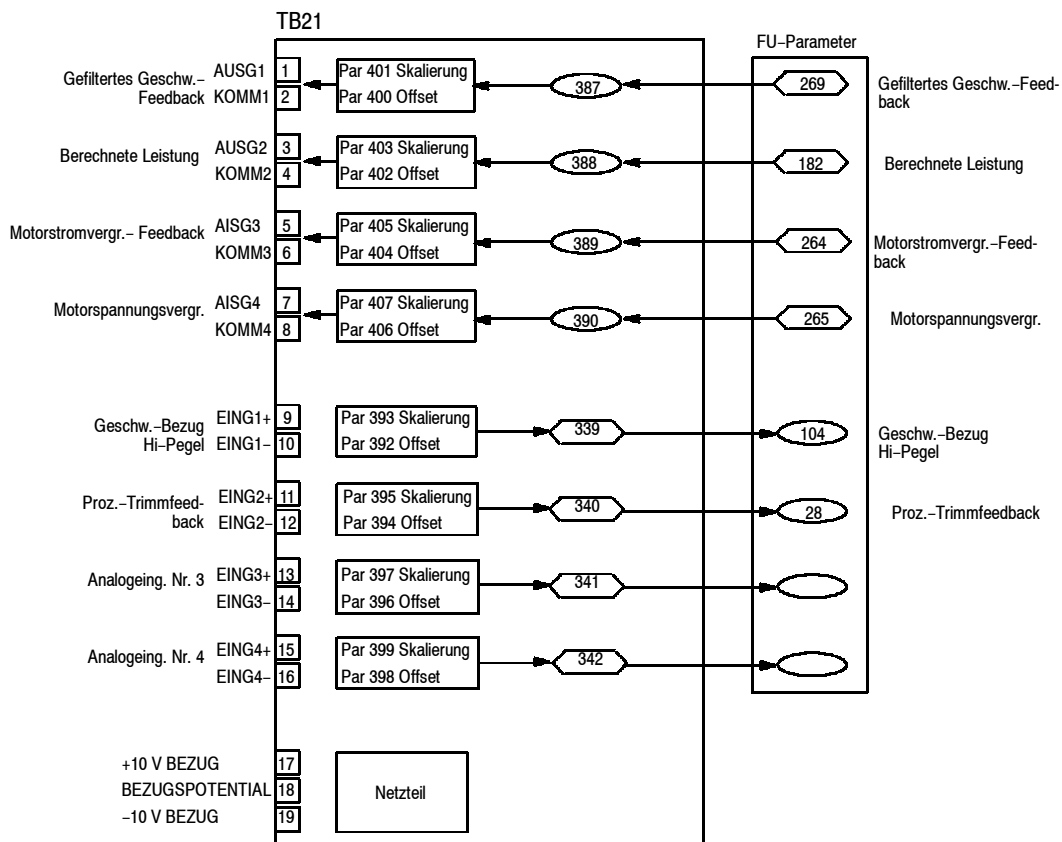 TB21
FU–Parameter
Gefiltertes Geschw.–
Feedback
AUSG1 1
KOMM1 2
Par 401 Skalierung
Par 400 Offset
387
269
Gefiltertes Geschw.–Feed-
back
Berechnete Leistung
AUSG2 3
KOMM2 4
Par 403 Skalierung
Par 402 Offset
388
182
Berechnete Leistung
Motorstromvergr.– Feedback
AISG3 5
KOMM3 6
Par 405 Skalierung
Par 404 Offset
389
264
Motorstromvergr.–Feed-
back
Motorspannungsvergr.
AISG4 7
KOMM4 8
Par 407 Skalierung
Par 406 Offset
390
265
Motorspannungsvergr.
Geschw.–Bezug
Hi–Pegel
EING1+ 9
EING1– 10
Par 393 Skalierung
Par 392 Offset
339
104
Geschw.–Bezug
Hi–Pegel
Proz.–Trimmfeed-
back
EING2+ 11
EING2– 12
Par 395 Skalierung
Par 394 Offset
340
28
Proz.–Trimmfeedback
Analogeing. Nr. 3
EING3+ 13
EING3– 14
Par 397 Skalierung
Par 396 Offset
341
Analogeing. Nr. 4
EING4+ 15
EING4– 16
Par 399 Skalierung
Par 398 Offset
342
+10 V BEZUG 17
BEZUGSPOTENTIAL 18
–10 V BEZUG 19
Netzteil